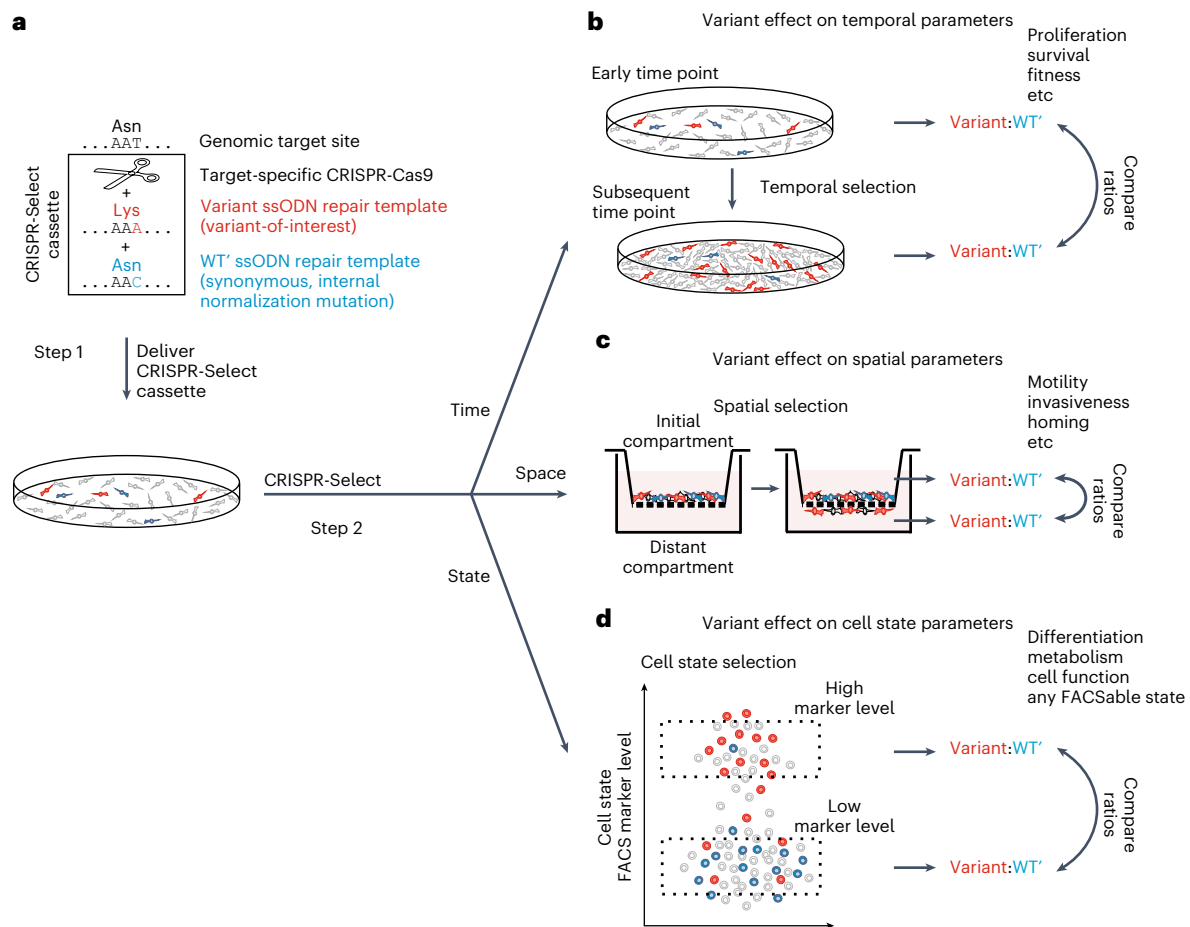 a
Asn
...AAT...
Genomic target site
CRISPR-Select
cassette
Target-specific CRISPR-Cas9
+
Lys
...AAA...
Variant ssODN repair template
(variant-of-interest)
+
Asn
...AAC...
WT′ ssODN repair template
(synonymous, internal
normalization mutation)
Step 1
Deliver
CRISPR-Select
cassette
CRISPR-Select
Step 2
Time
Space
State
b
Variant effect on temporal parameters
Proliferation
survival
fitness
etc
Early time point
Variant:WT′
Subsequent
time point
Temporal selection
Variant:WT′
Compare
ratios
c
Variant effect on spatial parameters
Motility
invasiveness
homing
etc
Spatial selection
Initial
compartment
Distant
compartment
Variant:WT′
Variant:WT′
Compare
ratios
d
Variant effect on cell state parameters
Differentiation
metabolism
cell function
any FACSable state
Cell state selection
High
marker level
Low
marker level
Cell state
FACS marker level
Variant:WT′
Variant:WT′
Compare
ratios